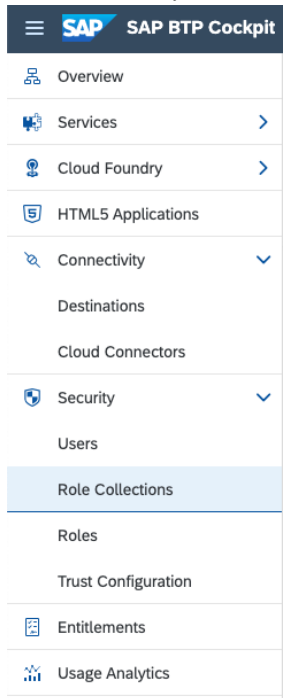 SAP SAP BTP Cockpit
Overview
Services
Cloud Foundry
5 HTML5 Applications
Connectivity
Destinations
Cloud Connectors
Security
Users
Role Collections
Roles
Trust Configuration
Entitlements
Usage Analytics